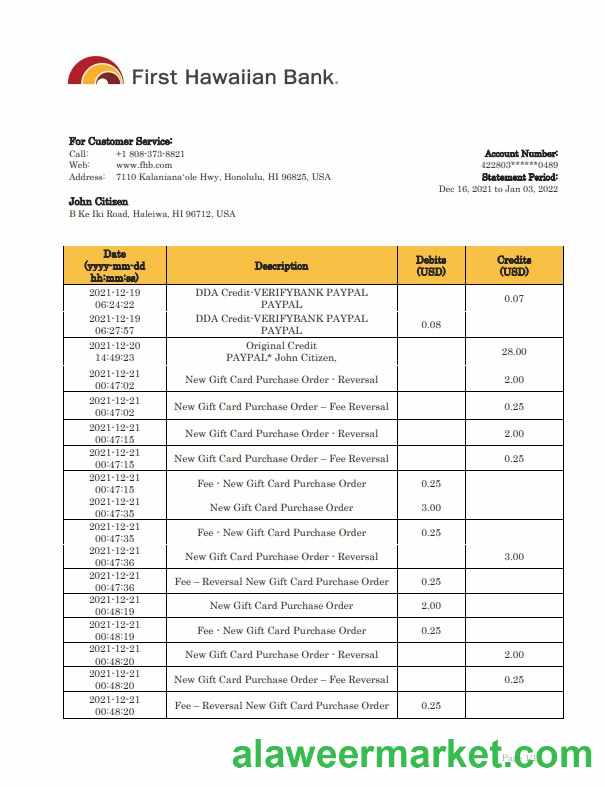 First Hawaiian Bank.
For Customer Service:
Call: +1 808-373-8821
Web: www.fhb.com
Address: 7110 Kalaniana'ole Hwy, Honolulu, HI 96825, USA
Account Number:
422803******0489
Statement Period:
Dec 16, 2021 to Jan 03, 2022
John Citizen
B Ke Iki Road, Haleiwa, HI 96712, USA
Date
(yyyy-mm-dd
hh:mm:ss)
Description
Debits
(USD)
Credits
(USD)
2021-12-19
06:24:22
DDA Credit-VERIFYBANK PAYPAL
PAYPAL
0.07
2021-12-19
06:27:57
DDA Credit-VERIFYBANK PAYPAL
PAYPAL
0.08
2021-12-20
14:49:23
Original Credit
PAYPAL* John Citizen,
28.00
2021-12-21
00:47:02
New Gift Card Purchase Order - Reversal
2.00
2021-12-21
00:47:02
New Gift Card Purchase Order – Fee Reversal
0.25
2021-12-21
00:47:15
New Gift Card Purchase Order - Reversal
2.00
2021-12-21
00:47:15
New Gift Card Purchase Order – Fee Reversal
0.25
2021-12-21
00:47:15
Fee - New Gift Card Purchase Order
0.25
2021-12-21
00:47:35
New Gift Card Purchase Order
3.00
2021-12-21
00:47:35
Fee - New Gift Card Purchase Order
0.25
2021-12-21
00:47:36
New Gift Card Purchase Order - Reversal
3.00
2021-12-21
00:47:36
Fee – Reversal New Gift Card Purchase Order
0.25
2021-12-21
00:48:19
New Gift Card Purchase Order
2.00
2021-12-21
00:48:19
Fee - New Gift Card Purchase Order
0.25
2021-12-21
00:48:20
New Gift Card Purchase Order - Reversal
2.00
2021-12-21
00:48:20
New Gift Card Purchase Order – Fee Reversal
0.25
2021-12-21
00:48:20
Fee – Reversal New Gift Card Purchase Order
0.25
alaweermarket.com